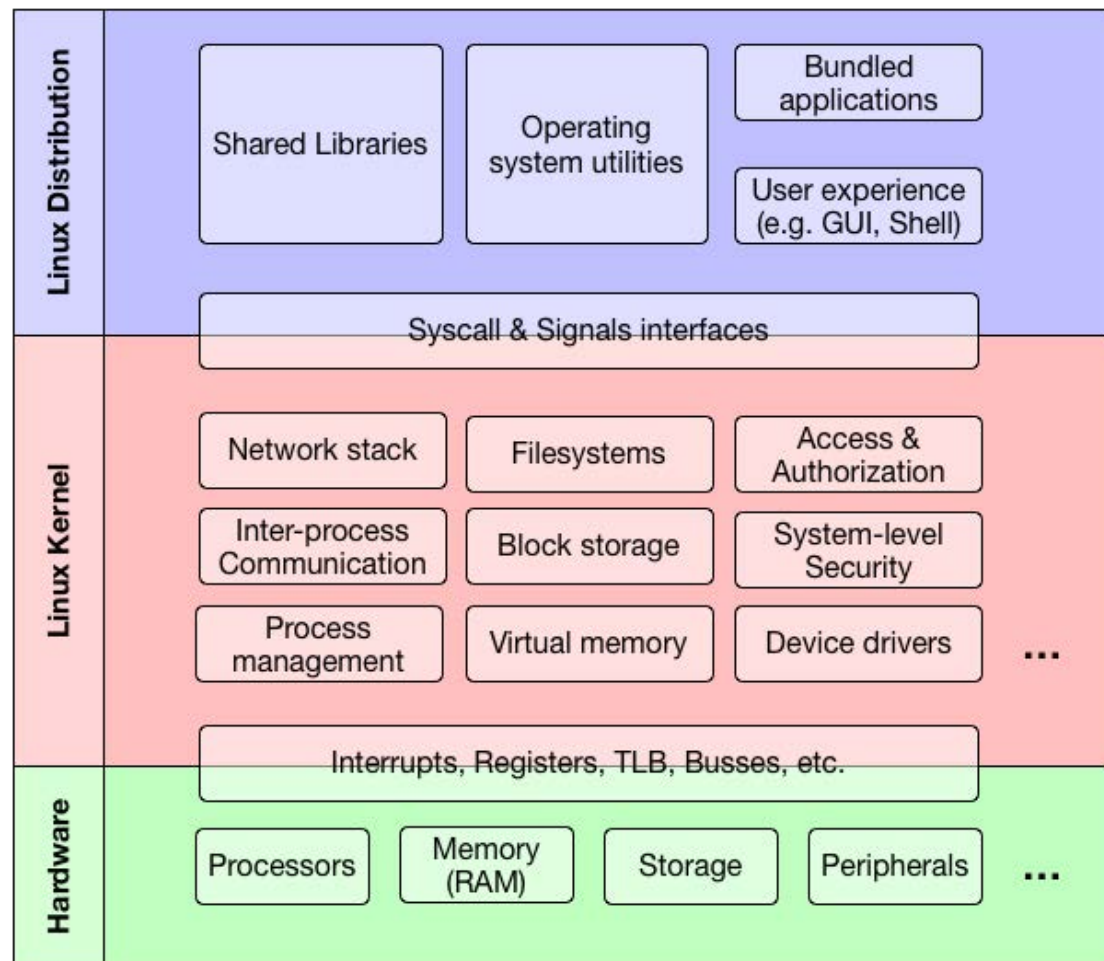 Linux Distribution
Shared Libraries
Operating
system utilities
Bundled
applications
User experience
(e.g. GUI, Shell)
Syscall & Signals interfaces
Linux Kernel
Network stack
Filesystems
Access &
Authorization
Inter-process
Communication
Block storage
System-level
Security
Process
management
Virtual memory
Device drivers
...
Interrupts, Registers, TLB, Busses, etc.
Hardware
Processors
Memory
(RAM)
Storage
Peripherals
...